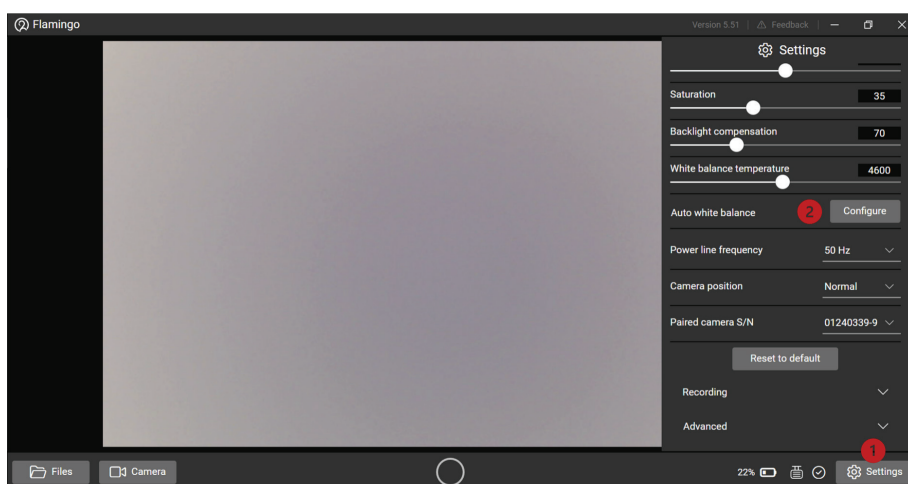 Flamingo
Version 5.51 | Feedback |
Settings
Saturation 35
Backlight compensation 70
White balance temperature 4600
Auto white balance 2 Configure
Power line frequency 50 Hz
Camera position Normal
Paired camera S/N 01240339-9
Reset to default
Recording
Advanced
1
Files Camera 22% Settings